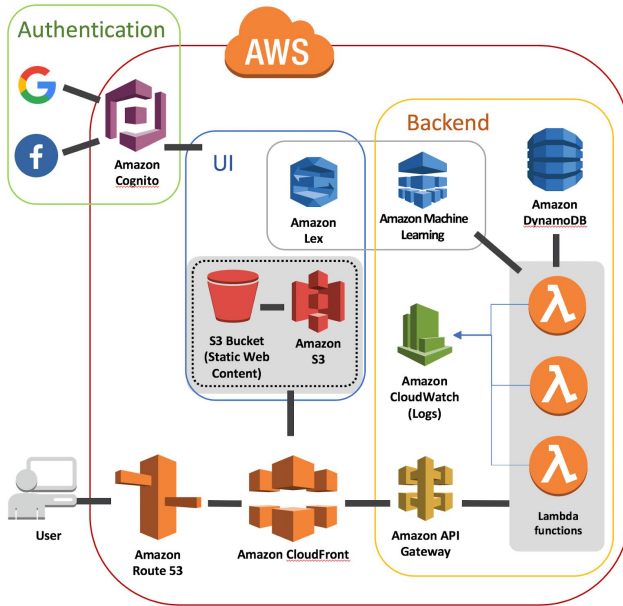 Authentication
AWS
Amazon
Cognito
UI
Backend
Amazon
Lex
Amazon Machine
Learning
Amazon
DynamoDB
S3 Bucket
(Static Web
Content)
Amazon
S3
Amazon
CloudWatch
(Logs)
User
Amazon
Route 53
Amazon CloudFront
Amazon API
Gateway
Lambda
functions